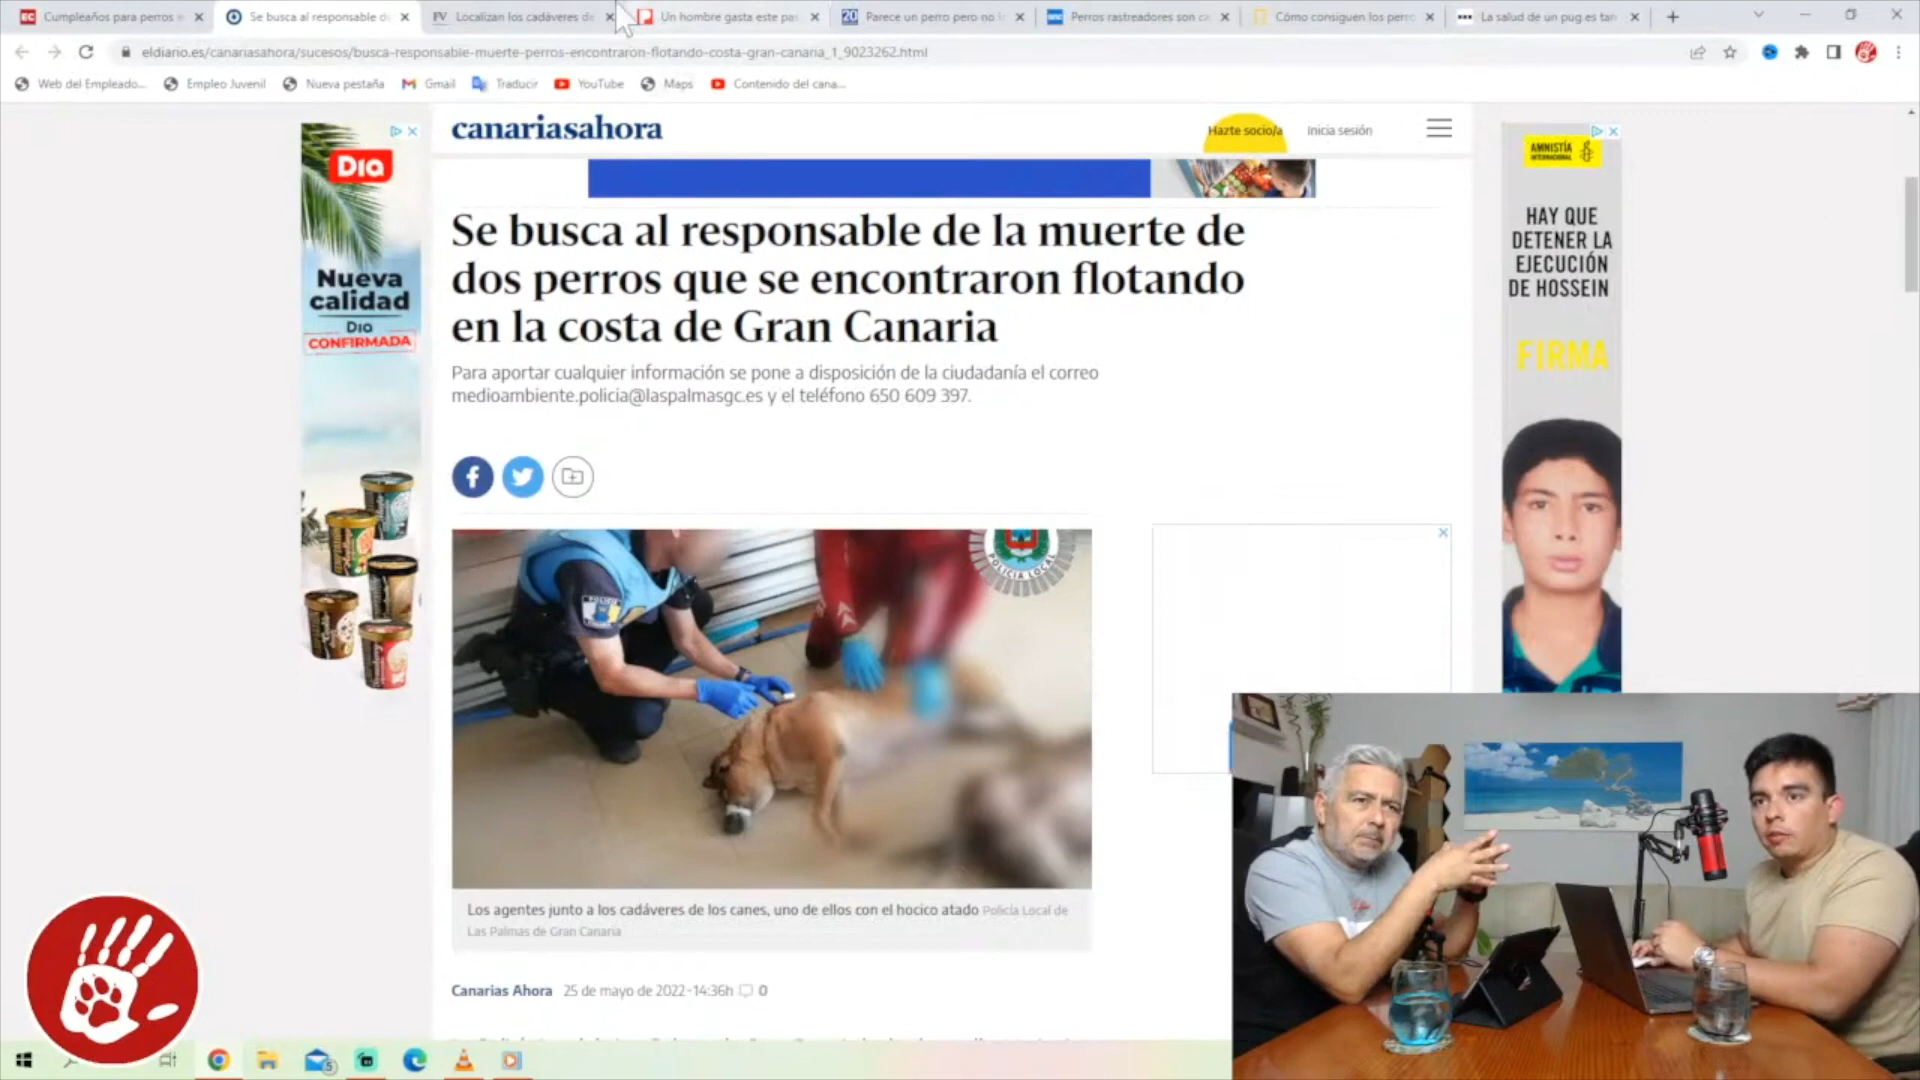 Cumpleaños para perros
Se busca al responsable d
Localizan los cadáveres de
Un hombre gasta este pas
Parece un perro pero no
Perros rastreadores son
Cómo consiguen los perro
La salud de un pug es tan
eldiario.es/canariasahora/sucesos/busca-responsable-muerte-perros-encontraron-flotando-costa-gran-canaria_1_9023262.html
Web del Empleado...
Empleo Juvenil
Nueva pestaña
Gmail
Traducir
YouTube
Maps
Contenido del cana...
canariasahora
Hazte socio/a
Inicia sesión
Dia
Nueva
calidad
Dia
CONFIRMADA
AMNISTÍA
INTERNACIONAL
HAY QUE
DETENER LA
EJECUCIÓN
DE HOSSEIN
FIRMA
Se busca al responsable de la muerte de
dos perros que se encontraron flotando
en la costa de Gran Canaria
Para aportar cualquier información se pone a disposición de la ciudadanía el correo
medioambiente.policia@laspalmasgc.es y el teléfono 650 609 397.
POLICIA LOCAL
POLICIA
Los agentes junto a los cadáveres de los canes, uno de ellos con el hocico atado Policía Local de
Las Palmas de Gran Canaria
Canarias Ahora 25 de mayo de 2022-14:36h 0